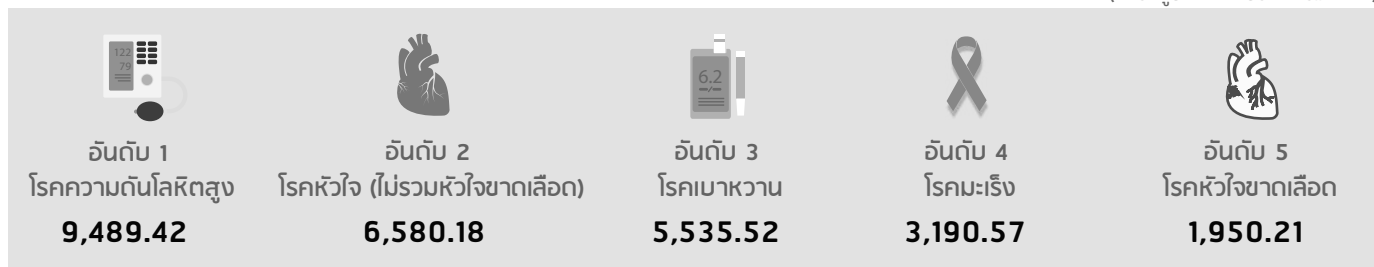 122
79
6.2
-/-
อันดับ 1
โรคความดันโลหิตสูง
9,489.42
อันดับ 2
โรคหัวใจ (ไม่รวมหัวใจขาดเลือด)
6,580.18
อันดับ 3
โรคเบาหวาน
5,535.52
อันดับ 4
โรคมะเร็ง
3,190.57
อันดับ 5
โรคหัวใจขาดเลือด
1,950.21